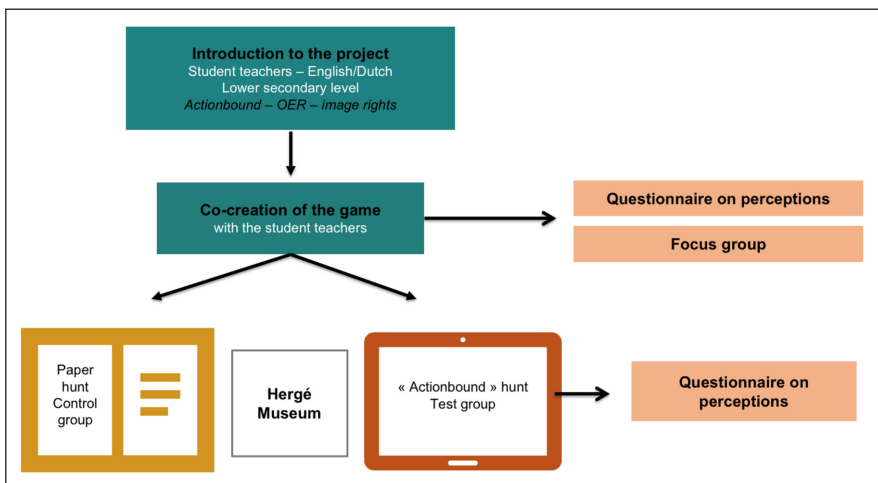 Introduction to the project
Student teachers – English/Dutch
Lower secondary level
Actionbound – OER – image rights
Co-creation of the game
with the student teachers
Questionnaire on perceptions
Focus group
Paper
hunt
Control
group
Hergé
Museum
« Actionbound » hunt
Test group
Questionnaire on
perceptions